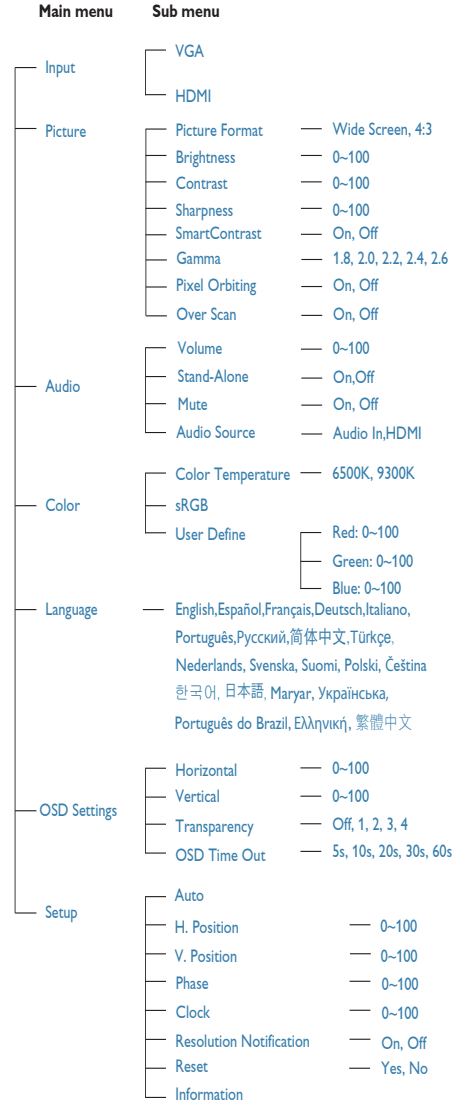 Main menu Sub menu
Input
VGA
HDMI
Picture
Picture Format Wide Screen, 4:3
Brightness 0~100
Contrast 0~100
Sharpness 0~100
SmartContrast On, Off
Gamma 1.8, 2.0, 2.2, 2.4, 2.6
Pixel Orbiting On, Off
Over Scan On, Off
Audio
Volume 0~100
Stand-Alone On,Off
Mute On, Off
Audio Source Audio In,HDMI
Color
Color Temperature 6500K, 9300K
sRGB
User Define Red: 0~100
Green: 0~100
Blue: 0~100
Language English,Español,Français,Deutsch,Italiano,
Português,Русский,简体中文,Türkçe,
Nederlands, Svenska, Suomi, Polski, Čeština
한국어, 日本語, Maryar, Українська,
Português do Brazil, Ελληνική, 繁體中文
OSD Settings
Horizontal 0~100
Vertical 0~100
Transparency Off, 1, 2, 3, 4
OSD Time Out 5s, 10s, 20s, 30s, 60s
Setup
Auto
H. Position 0~100
V. Position 0~100
Phase 0~100
Clock 0~100
Resolution Notification On, Off
Reset Yes, No
Information